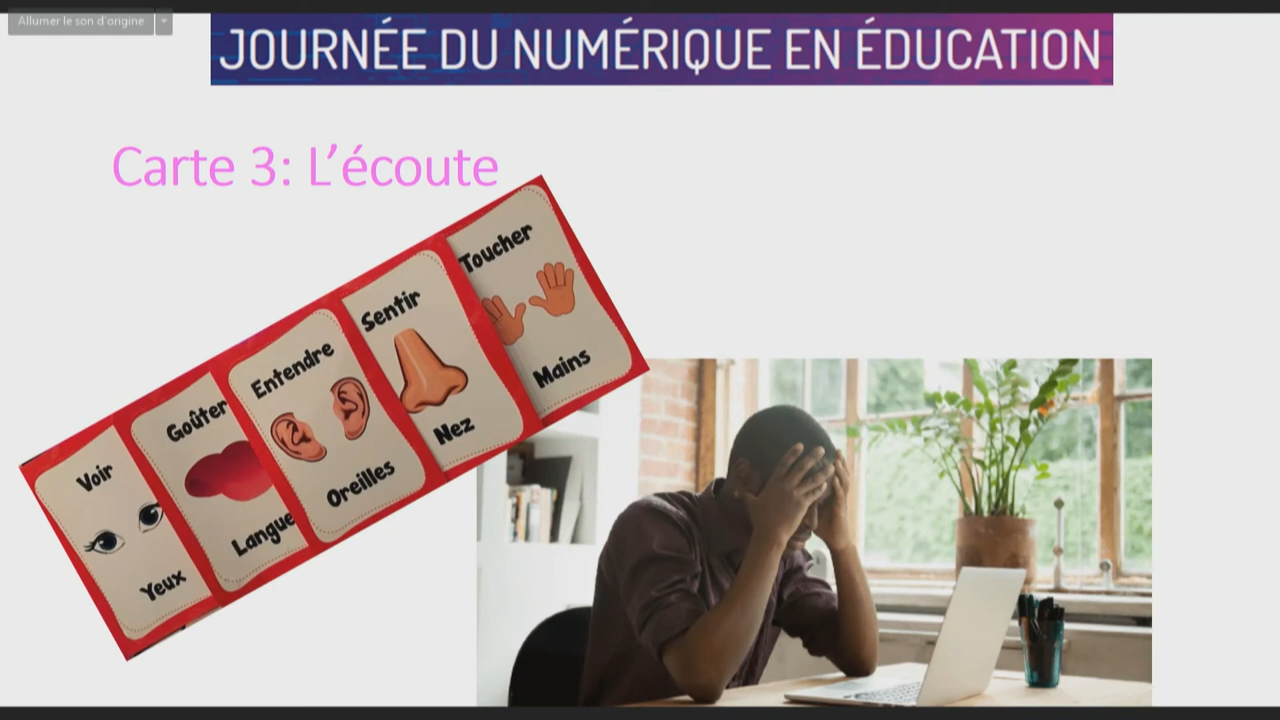 Allumer le son d'origine
JOURNÉE DU NUMÉRIQUE EN ÉDUCATION
Carte 3: L'écoute
Voir
Yeux
Goûter
Langue
Entendre
Oreilles
Sentir
Nez
Toucher
Mains